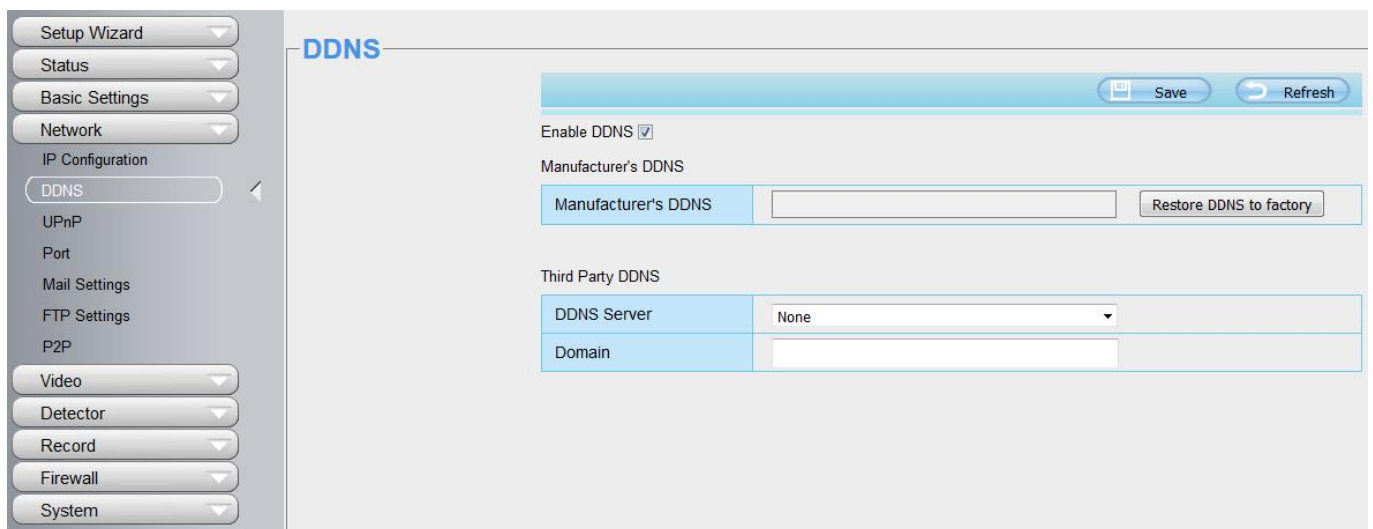 Setup Wizard
Status
Basic Settings
Network
IP Configuration
DDNS
UPnP
Port
Mail Settings
FTP Settings
P2P
Video
Detector
Record
Firewall
System
DDNS
Save Refresh
Enable DDNS
Manufacturer's DDNS
Manufacturer's DDNS Restore DDNS to factory
Third Party DDNS
DDNS Server None
Domain